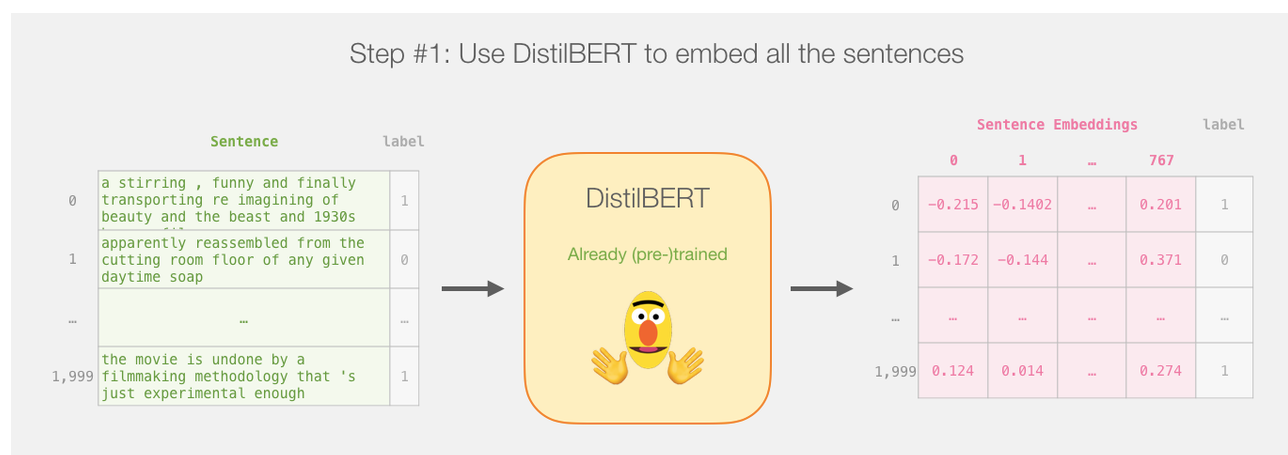 Step #1: Use DistilBERT to embed all the sentences
Sentence label
0 a stirring , funny and finally
transporting re imagining of
beauty and the beast and 1930s
1
1 apparently reassembled from the
cutting room floor of any given
daytime soap
0
… … …
1,999 the movie is undone by a
filmmaking methodology that 's
just experimental enough
1
DistilBERT
Already (pre-)trained
Sentence Embeddings label
0 1 … 767
0 -0.215 -0.1402 … 0.201 1
1 -0.172 -0.144 … 0.371 0
… … … … … …
1,999 0.124 0.014 … 0.274 1